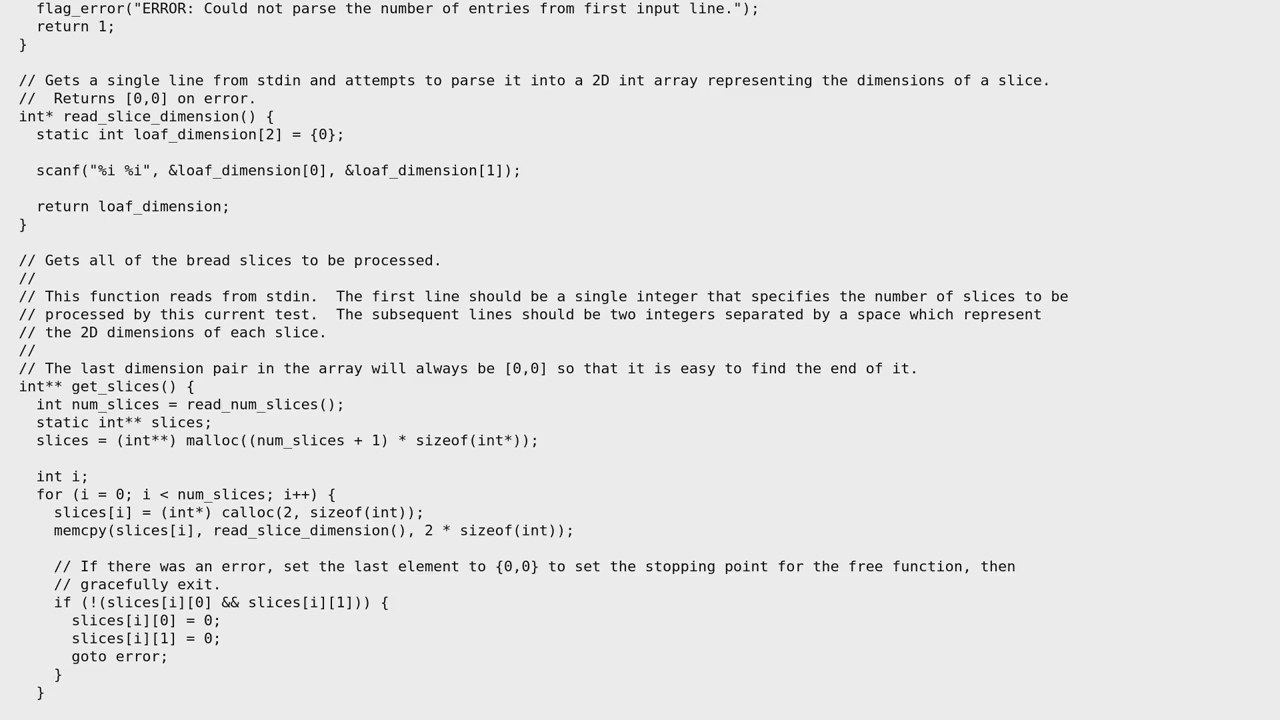 flag_error("ERROR: Could not parse the number of entries from first input line.");
return 1;
}
// Gets a single line from stdin and attempts to parse it into a 2D int array representing the dimensions of a slice.
//  Returns [0,0] on error.
int* read_slice_dimension() {
  static int loaf_dimension[2] = {0};
  scanf("%i %i", &loaf_dimension[0], &loaf_dimension[1]);
  return loaf_dimension;
}
// Gets all of the bread slices to be processed.
//
// This function reads from stdin.  The first line should be a single integer that specifies the number of slices to be
// processed by this current test.  The subsequent lines should be two integers separated by a space which represent
// the 2D dimensions of each slice.
//
// The last dimension pair in the array will always be [0,0] so that it is easy to find the end of it.
int** get_slices() {
  int num_slices = read_num_slices();
  static int** slices;
  slices = (int**) malloc((num_slices + 1) * sizeof(int*));
  int i;
  for (i = 0; i < num_slices; i++) {
    slices[i] = (int*) calloc(2, sizeof(int));
    memcpy(slices[i], read_slice_dimension(), 2 * sizeof(int));
    // If there was an error, set the last element to {0,0} to set the stopping point for the free function, then
    // gracefully exit.
    if (!(slices[i][0] && slices[i][1])) {
      slices[i][0] = 0;
      slices[i][1] = 0;
      goto error;
    }
  }